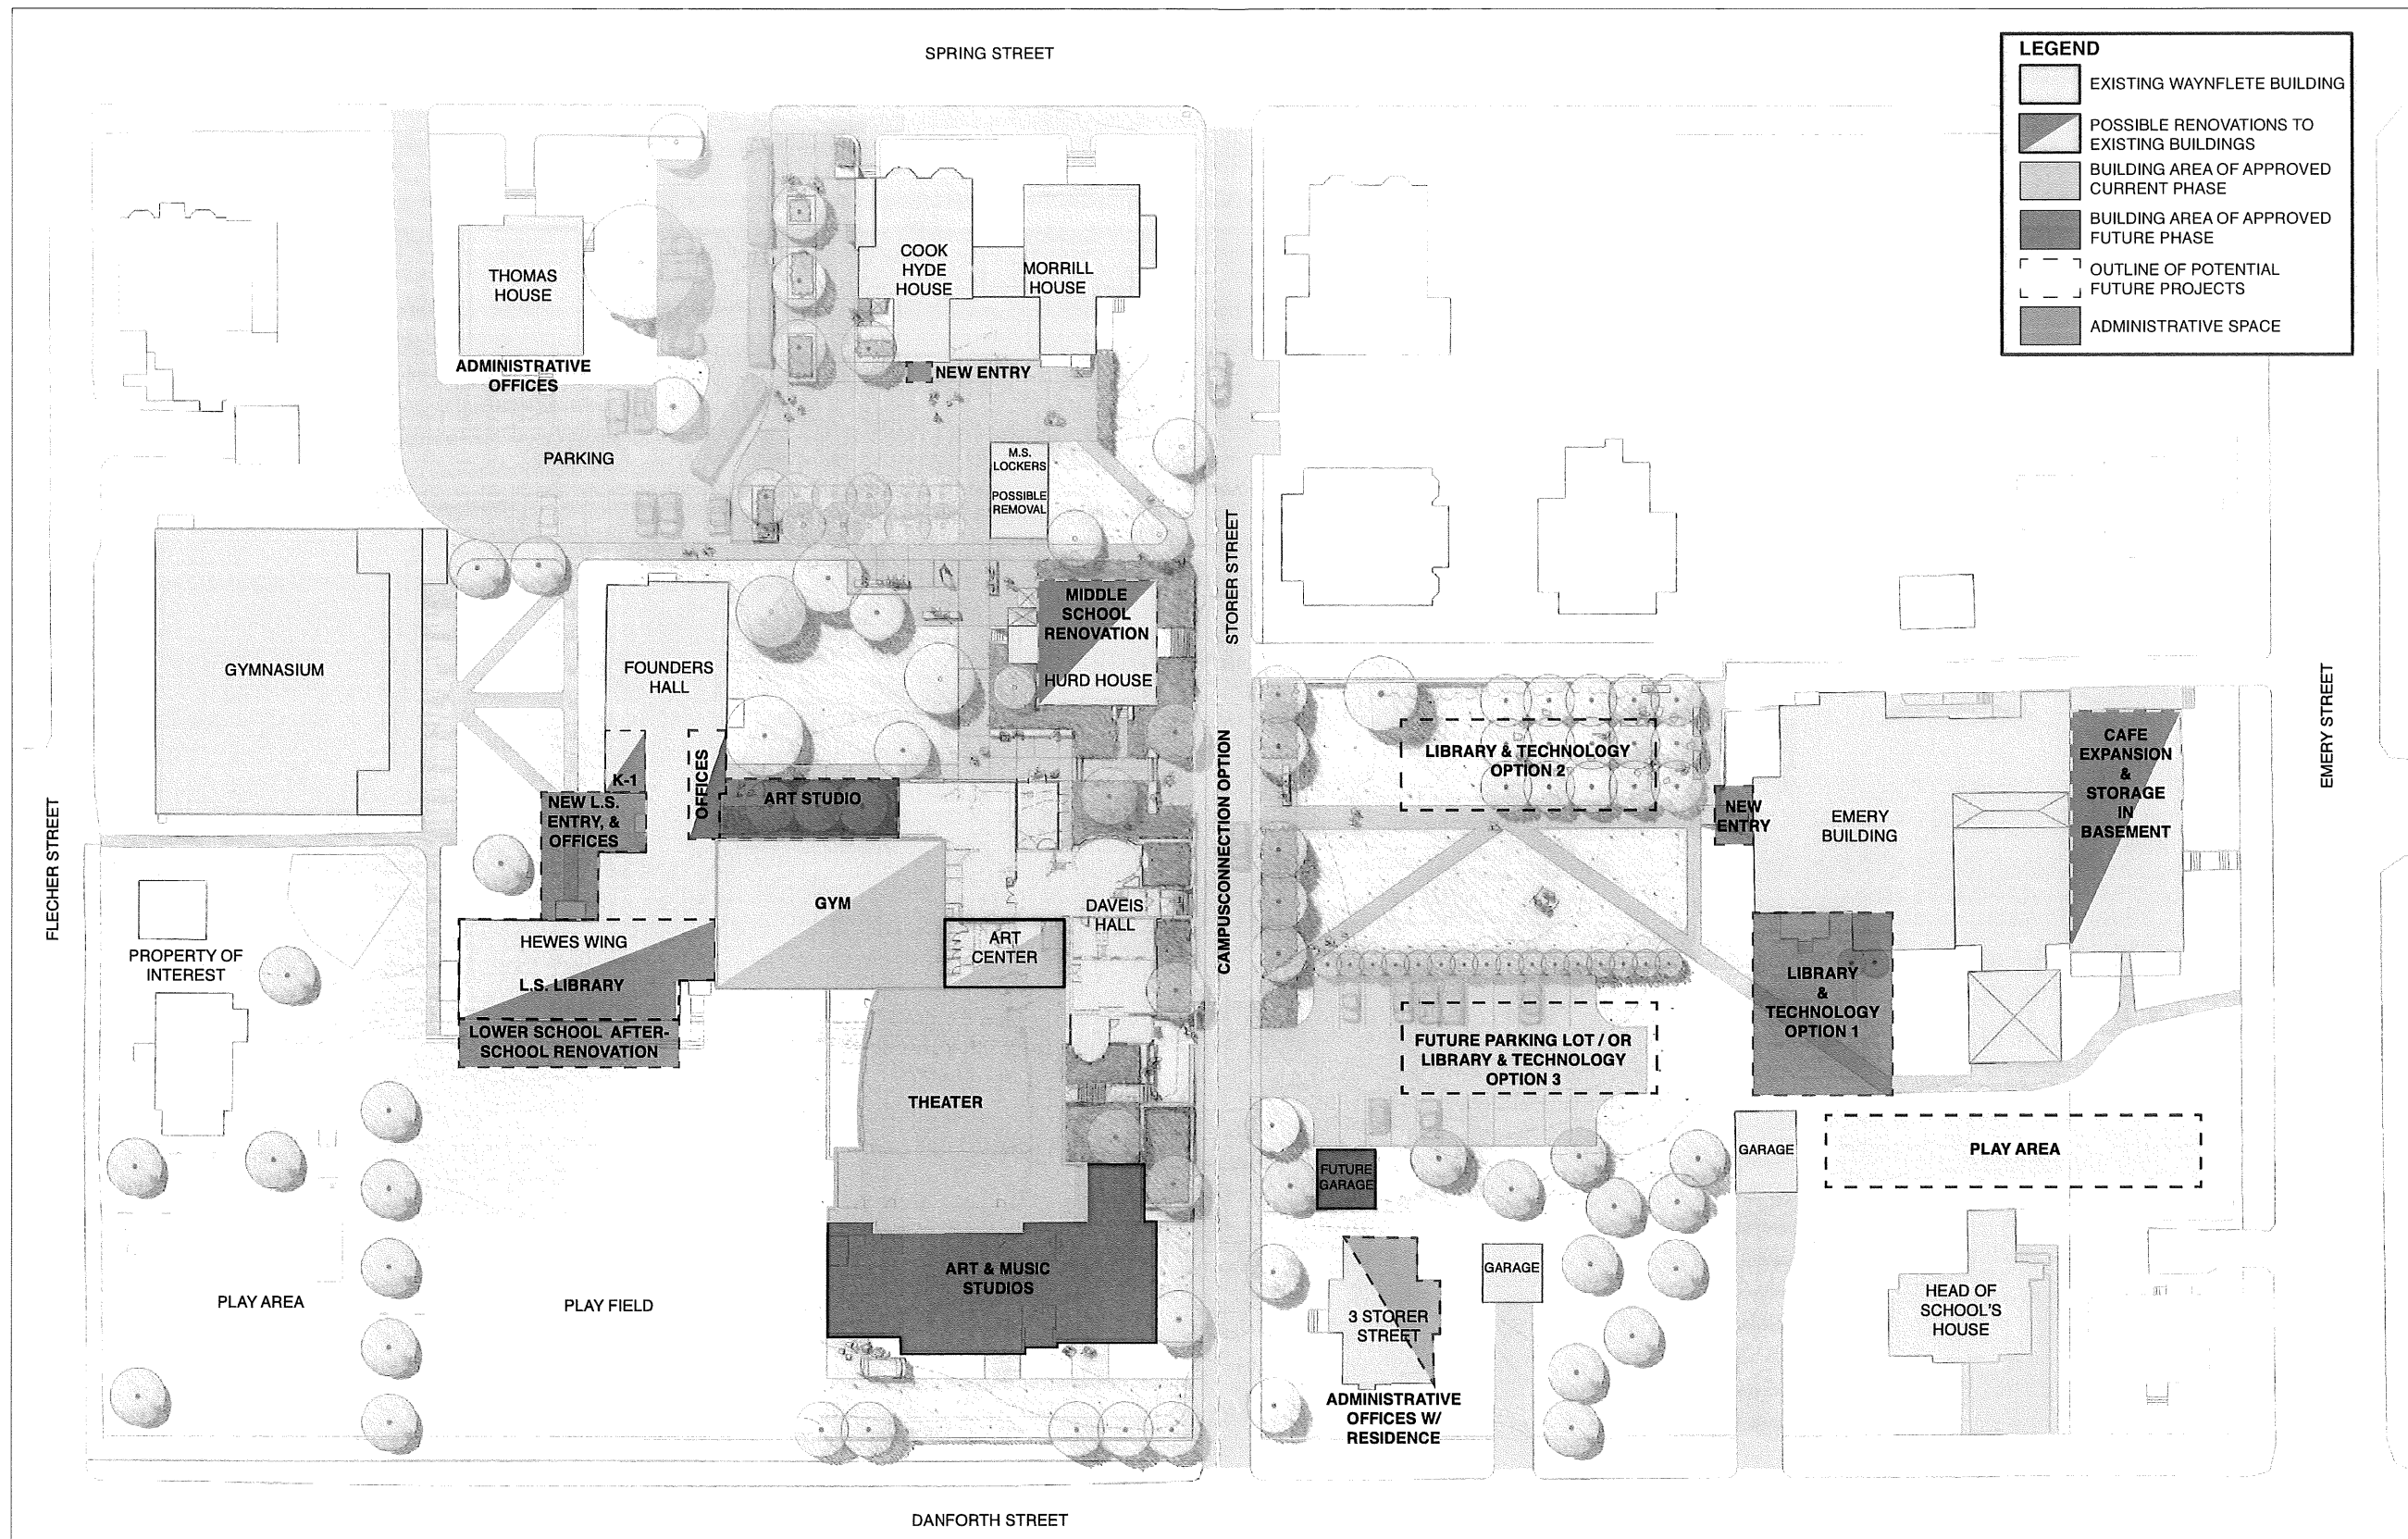 SPRING STREET
LEGEND
EXISTING WAYNFLETE BUILDING
POSSIBLE RENOVATIONS TO
EXISTING BUILDINGS
BUILDING AREA OF APPROVED
CURRENT PHASE
BUILDING AREA OF APPROVED
FUTURE PHASE
OUTLINE OF POTENTIAL
FUTURE PROJECTS
ADMINISTRATIVE SPACE
THOMAS
HOUSE
ADMINISTRATIVE
OFFICES
COOK
HYDE
HOUSE
MORRILL
HOUSE
NEW ENTRY
PARKING
M.S.
LOCKERS
POSSIBLE
REMOVAL
STORER STREET
GYMNASIUM
FOUNDERS
HALL
MIDDLE
SCHOOL
RENOVATION
HURD HOUSE
EMERY STREET
K-1
OFFICES
ART STUDIO
NEW L.S.
ENTRY, &
OFFICES
CAMPUSCONNECTION OPTION
LIBRARY & TECHNOLOGY
OPTION 2
NEW
ENTRY
EMERY
BUILDING
CAFE
EXPANSION
&
STORAGE
IN
BASEMENT
FLECHER STREET
GYM
DAVEIS
HALL
ART
CENTER
PROPERTY OF
INTEREST
HEWES WING
L.S. LIBRARY
LOWER SCHOOL AFTER-
SCHOOL RENOVATION
LIBRARY
&
TECHNOLOGY
OPTION 1
FUTURE PARKING LOT / OR
LIBRARY & TECHNOLOGY
OPTION 3
THEATER
FUTURE
GARAGE
GARAGE
PLAY AREA
ART & MUSIC
STUDIOS
GARAGE
3 STORER
STREET
HEAD OF
SCHOOL'S
HOUSE
PLAY AREA
PLAY FIELD
ADMINISTRATIVE
OFFICES W/
RESIDENCE
DANFORTH STREET